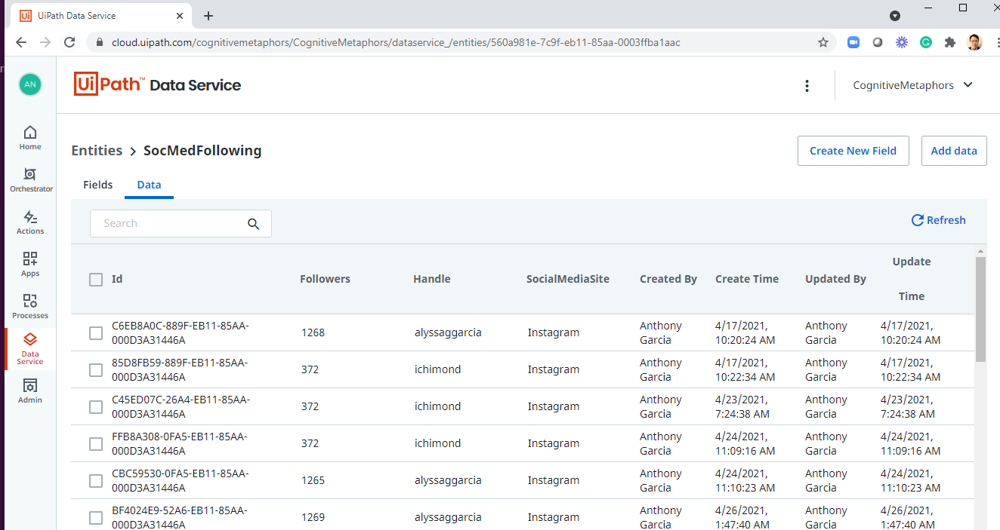 UiPath Data Service
cloud.uipath.com/cognitivemetaphors/CognitiveMetaphors/dataservice_/entities/560a981e-7c9f-eb11-85aa-0003ffba1aac
AN
UiPath™ Data Service
CognitiveMetaphors
Home
Orchestrator
Actions
Apps
Processes
Data
Service
Admin
Entities > SocMedFollowing
Create New Field
Add data
Fields
Data
Search
Refresh
Id Followers Handle SocialMediaSite Created By Create Time Updated By Update
Time
C6EB8A0C-889F-EB11-85AA- 1268 alyssaggarcia Instagram Anthony 4/17/2021, Anthony 4/17/2021,
000D3A31446A Garcia 10:20:24 AM Garcia 10:20:24 AM
85D8FB59-889F-EB11-85AA- 372 ichimond Instagram Anthony 4/17/2021, Anthony 4/17/2021,
000D3A31446A Garcia 10:22:34 AM Garcia 10:22:34 AM
C45ED07C-26A4-EB11-85AA- 372 ichimond Instagram Anthony 4/23/2021, Anthony 4/23/2021,
000D3A31446A Garcia 7:24:38 AM Garcia 7:24:38 AM
FFB8A308-0FA5-EB11-85AA- 372 ichimond Instagram Anthony 4/24/2021, Anthony 4/24/2021,
000D3A31446A Garcia 11:09:16 AM Garcia 11:09:16 AM
CBC59530-0FA5-EB11-85AA- 1265 alyssaggarcia Instagram Anthony 4/24/2021, Anthony 4/24/2021,
000D3A31446A Garcia 11:10:23 AM Garcia 11:10:23 AM
BF4024E9-52A6-EB11-85AA- 1269 alyssaggarcia Instagram Anthony 4/26/2021, Anthony 4/26/2021,
000D3A31446A Garcia 1:47:40 AM Garcia 1:47:40 AM